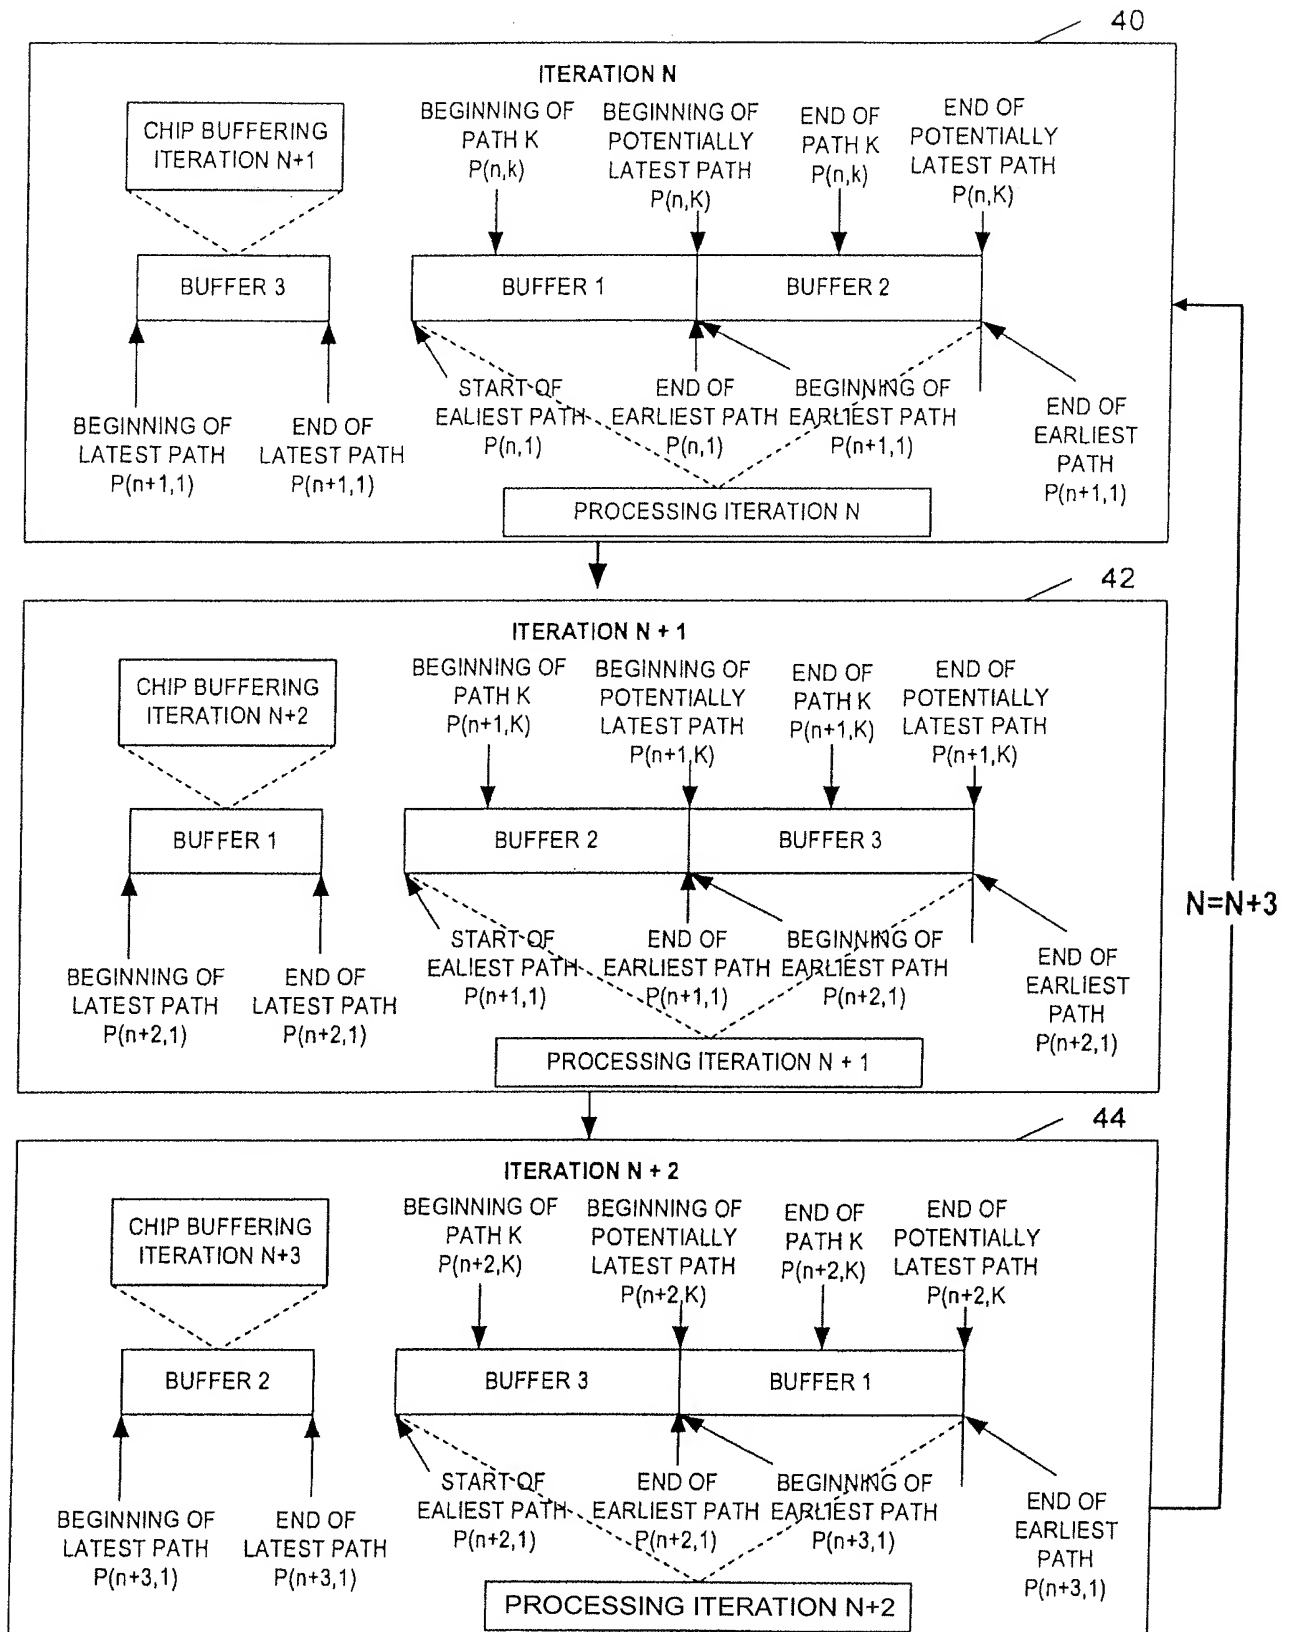 40
ITERATION N
CHIP BUFFERING
ITERATION N+1
BEGINNING OF
PATH K
P(n,k)
BEGINNING OF
POTENTIALLY
LATEST PATH
P(n,K)
END OF
PATH K
P(n,k)
END OF
POTENTIALLY
LATEST PATH
P(n,K)
BUFFER 3
BUFFER 1
BUFFER 2
BEGINNING OF
LATEST PATH
P(n+1,1)
END OF
LATEST PATH
P(n+1,1)
START OF
EALIEST PATH
P(n,1)
END OF
EARLIEST PATH
P(n,1)
BEGINNING OF
EARLIEST PATH
P(n+1,1)
END OF
EARLIEST
PATH
P(n+1,1)
PROCESSING ITERATION N
42
ITERATION N + 1
CHIP BUFFERING
ITERATION N+2
BEGINNING OF
PATH K
P(n+1,K)
BEGINNING OF
POTENTIALLY
LATEST PATH
P(n+1,K)
END OF
PATH K
P(n+1,K)
END OF
POTENTIALLY
LATEST PATH
P(n+1,K)
BUFFER 1
BUFFER 2
BUFFER 3
BEGINNING OF
LATEST PATH
P(n+2,1)
END OF
LATEST PATH
P(n+2,1)
START OF
EALIEST PATH
P(n+1,1)
END OF
EARLIEST PATH
P(n+1,1)
BEGINNING OF
EARLIEST PATH
P(n+2,1)
END OF
EARLIEST
PATH
P(n+2,1)
PROCESSING ITERATION N + 1
N=N+3
44
ITERATION N + 2
CHIP BUFFERING
ITERATION N+3
BEGINNING OF
PATH K
P(n+2,K)
BEGINNING OF
POTENTIALLY
LATEST PATH
P(n+2,K)
END OF
PATH K
P(n+2,K)
END OF
POTENTIALLY
LATEST PATH
P(n+2,K
BUFFER 2
BUFFER 3
BUFFER 1
BEGINNING OF
LATEST PATH
P(n+3,1)
END OF
LATEST PATH
P(n+3,1)
START OF
EALIEST PATH
P(n+2,1)
END OF
EARLIEST PATH
P(n+2,1)
BEGINNING OF
EARLIEST PATH
P(n+3,1)
END OF
EARLIEST
PATH
P(n+3,1)
PROCESSING ITERATION N+2